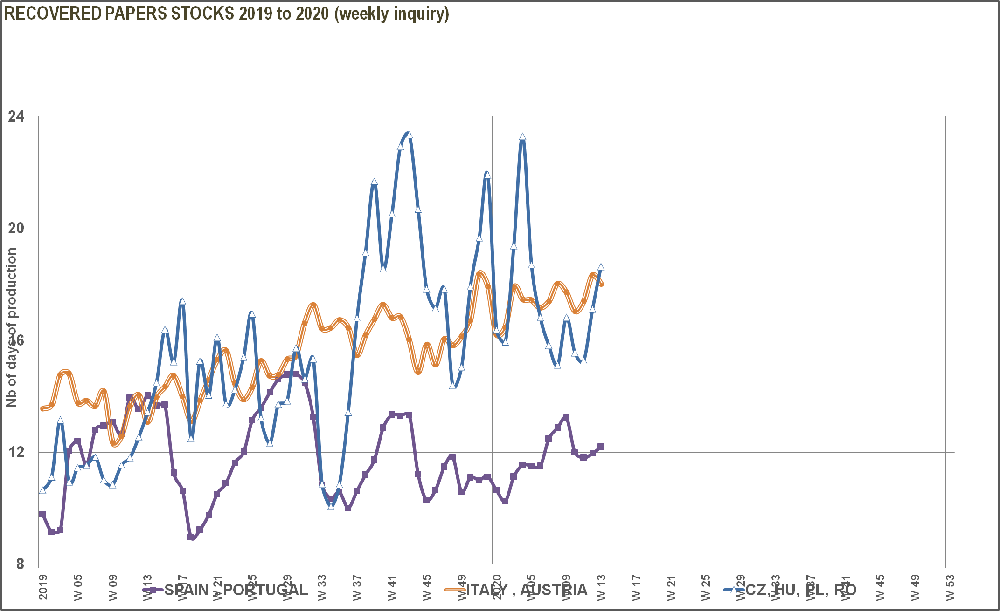 RECOVERED PAPERS STOCKS 2019 to 2020 (weekly inquiry)
Nb of days of production
24
20
16
12
8
2019
W 05
W 09
W 13
W 17
W 21
W 25
W 29
W 33
W 37
W 41
W 45
W 49
2020
W 05
W 09
W 13
W 17
W 21
W 25
W 29
W 33
W 37
W 41
W 45
W 49
W 53
SPAIN , PORTUGAL
ITALY , AUSTRIA
CZ, HU, PL, RO